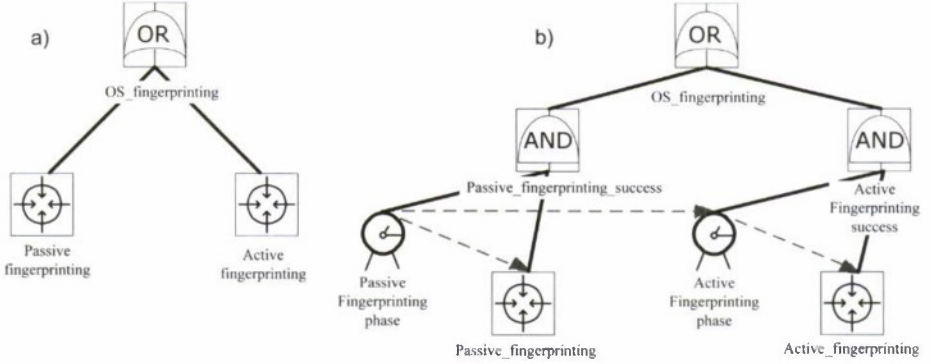 a)
OR
OS_fingerprinting
Passive
fingerprinting
Active
fingerprinting
b)
OR
OS_fingerprinting
AND
AND
Passive_fingerprinting_success
Active
Fingerprinting
success
Passive
Fingerprinting
phase
Active
Fingerprinting
phase
Passive_fingerprinting
Active_fingerprinting